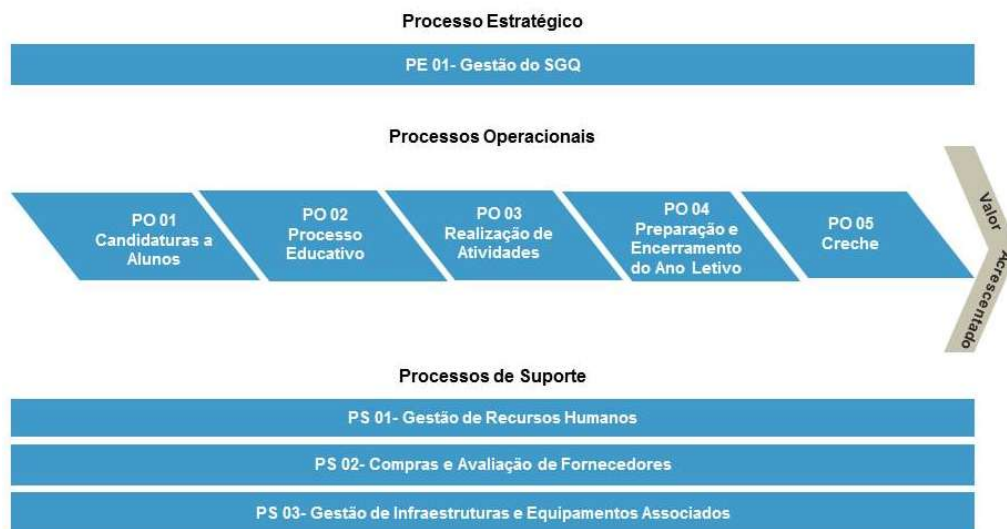 Processo Estratégico
PE 01- Gestão do SGQ
Processos Operacionais
PO 01
Candidaturas a
Alunos
PO 02
Processo
Educativo
PO 03
Realização de
Atividades
PO 04
Preparação e
Encerramento
do Ano Letivo
PO 05
Creche
Valor
Acrescentado
Processos de Suporte
PS 01- Gestão de Recursos Humanos
PS 02- Compras e Avaliação de Fornecedores
PS 03- Gestão de Infraestruturas e Equipamentos Associados